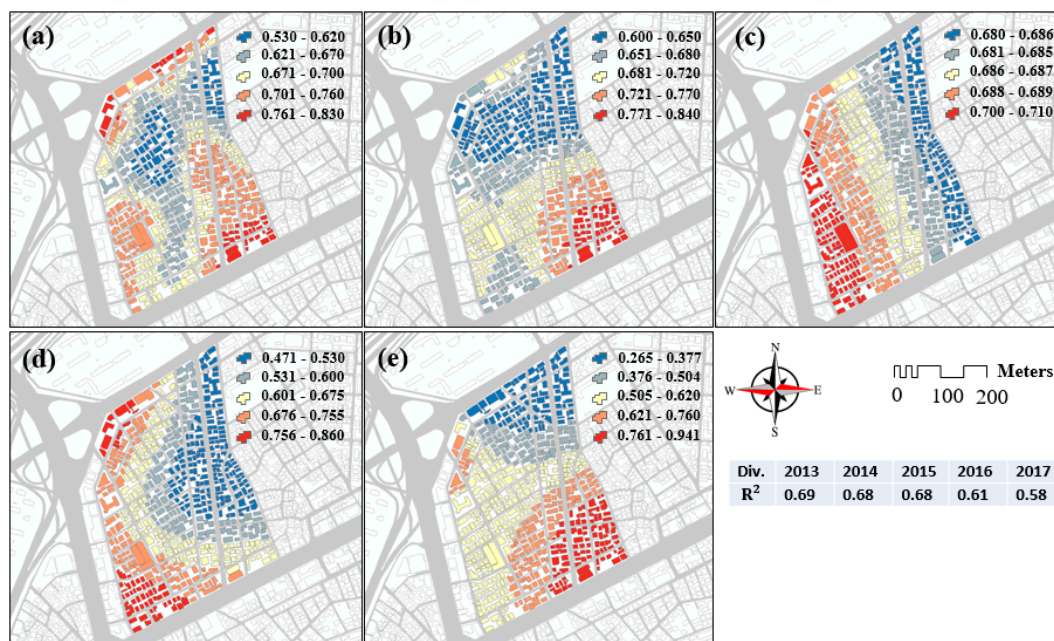 (a)
0.530 - 0.620
0.621 - 0.670
0.671 - 0.700
0.701 - 0.760
0.761 - 0.830
(b)
0.600 - 0.650
0.651 - 0.680
0.681 - 0.720
0.721 - 0.770
0.771 - 0.840
(c)
0.680 - 0.686
0.681 - 0.685
0.686 - 0.687
0.688 - 0.689
0.700 - 0.710
(d)
0.471 - 0.530
0.531 - 0.600
0.601 - 0.675
0.676 - 0.755
0.756 - 0.860
(e)
0.265 - 0.377
0.376 - 0.504
0.505 - 0.620
0.621 - 0.760
0.761 - 0.941
N
W E
S
Meters
0 100 200
Div. 2013 2014 2015 2016 2017
R² 0.69 0.68 0.68 0.61 0.58